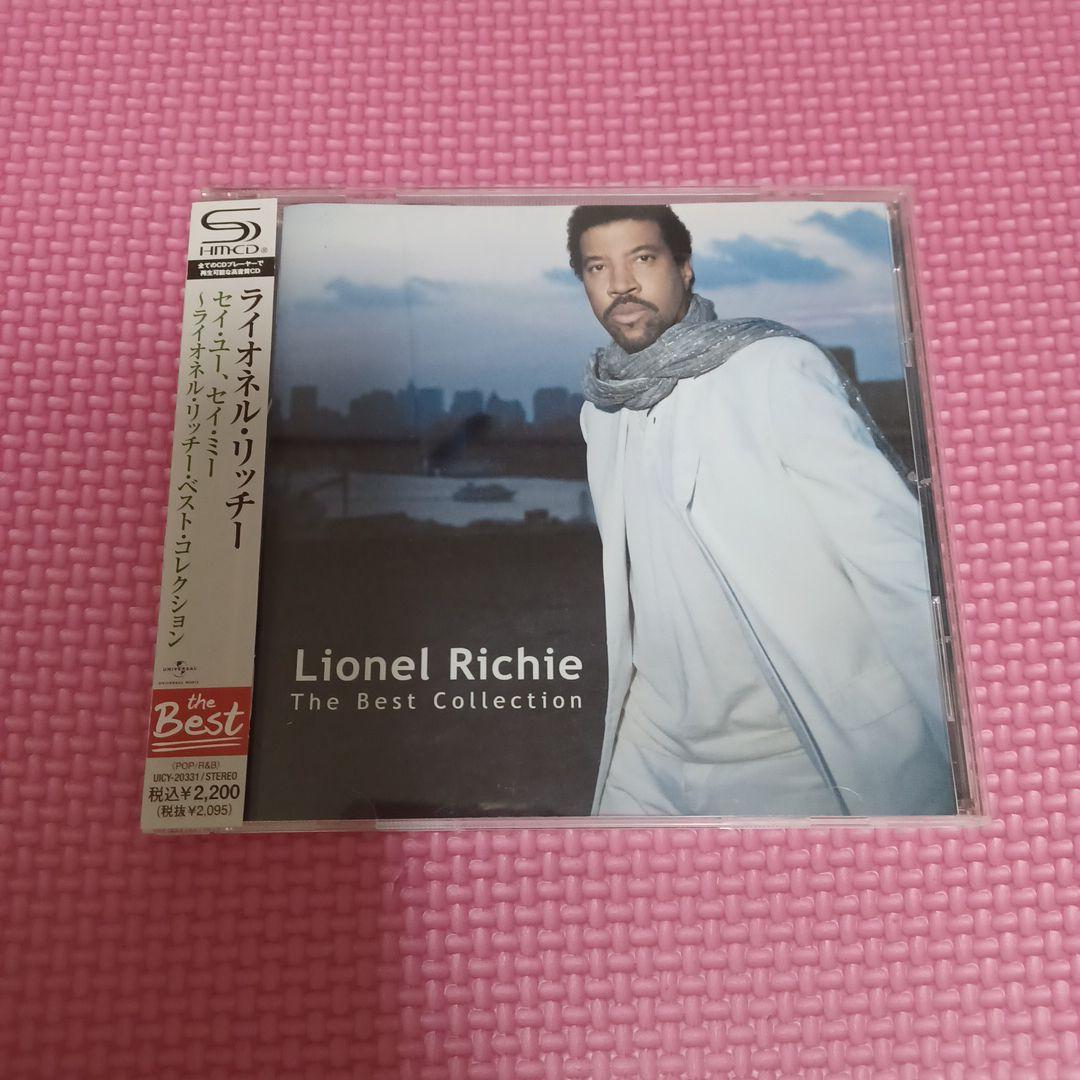 SHM-CD®
全てのCDプレーヤーで
再生可能な高音質CD
ライオネル・リッチー
セイ・ユー、セイ・ミー
～ライオネル・リッチー・ベスト・コレクション
UNIVERSAL
UNIVERSAL MUSIC
the
Best
(POP/R&B)
UICY-20331/STEREO
税込¥2,200
(税抜¥2,095)
Lionel Richie
The Best Collection